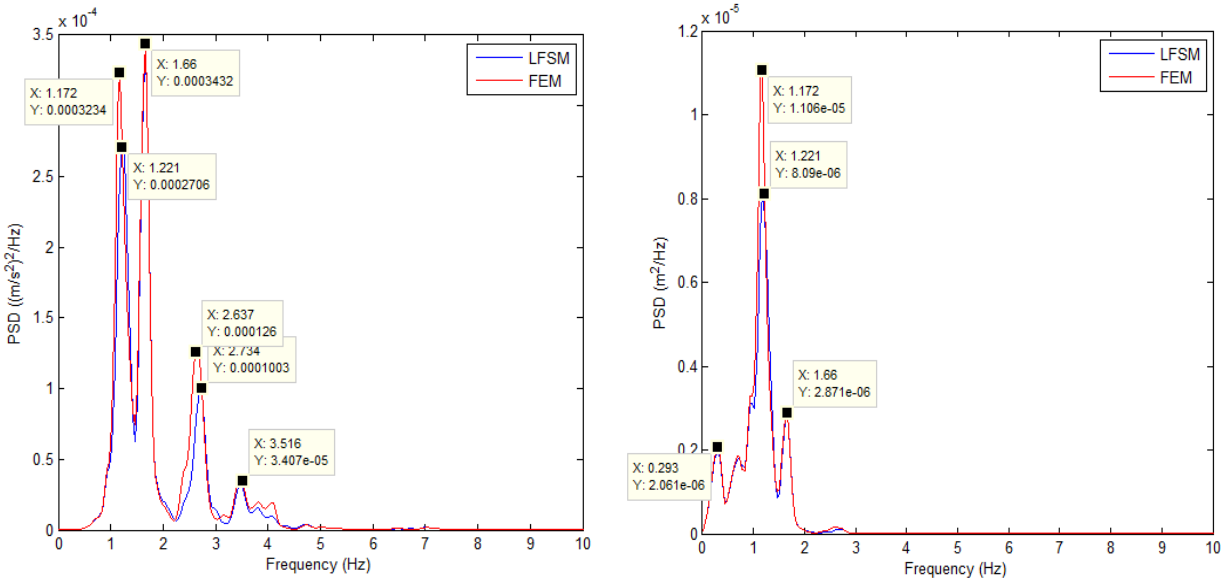 x 10⁻⁴
3.5
3
2.5
2
1.5
1
0.5
0
PSD ((m/s²)²/Hz)
LFSM
FEM
X: 1.66
Y: 0.0003432
X: 1.172
Y: 0.0003234
X: 1.221
Y: 0.0002706
X: 2.637
Y: 0.000126
X: 2.734
Y: 0.0001003
X: 3.516
Y: 3.407e-05
0 1 2 3 4 5 6 7 8 9 10
Frequency (Hz)
x 10⁻⁵
1.2
1
0.8
0.6
0.4
0.2
0
PSD (m²/Hz)
LFSM
FEM
X: 1.172
Y: 1.106e-05
X: 1.221
Y: 8.09e-06
X: 1.66
Y: 2.871e-06
X: 0.293
Y: 2.061e-06
0 1 2 3 4 5 6 7 8 9 10
Frequency (Hz)